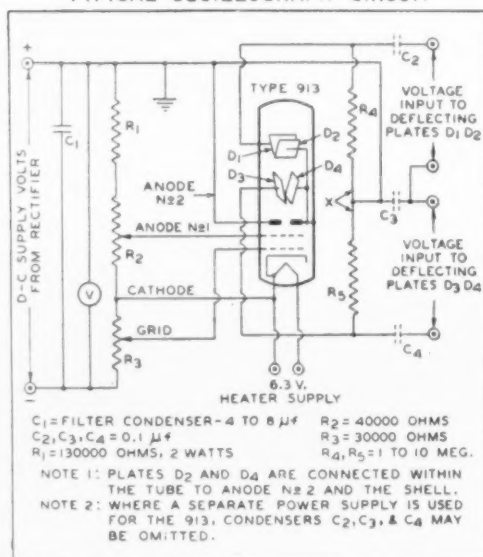 TYPICAL OSCILLOGRAPH CIRCUIT
+
C2
TYPE 913
R4
VOLTAGE
INPUT TO
DEFLECTING
PLATES D1 D2
R1
D1
D2
D3
D4
C1
ANODE
Nº2
X
C3
D-C SUPPLY VOLTS
FROM RECTIFIER
ANODE Nº1
R2
VOLTAGE
INPUT TO
DEFLECTING
PLATES D3 D4
V
CATHODE
R5
GRID
R3
C4
-
6.3 V.
HEATER SUPPLY
C1=FILTER CONDENSER-4 TO 8 µf
R2=40000 OHMS
C2,C3,C4=0.1 µf
R3=30000 OHMS
R1=130000 OHMS, 2 WATTS
R4,R5=1 TO 10 MEG.
NOTE 1: PLATES D2 AND D4 ARE CONNECTED WITHIN
THE TUBE TO ANODE Nº2 AND THE SHELL.
NOTE 2: WHERE A SEPARATE POWER SUPPLY IS USED
FOR THE 913, CONDENSERS C2,C3, & C4 MAY
BE OMITTED.